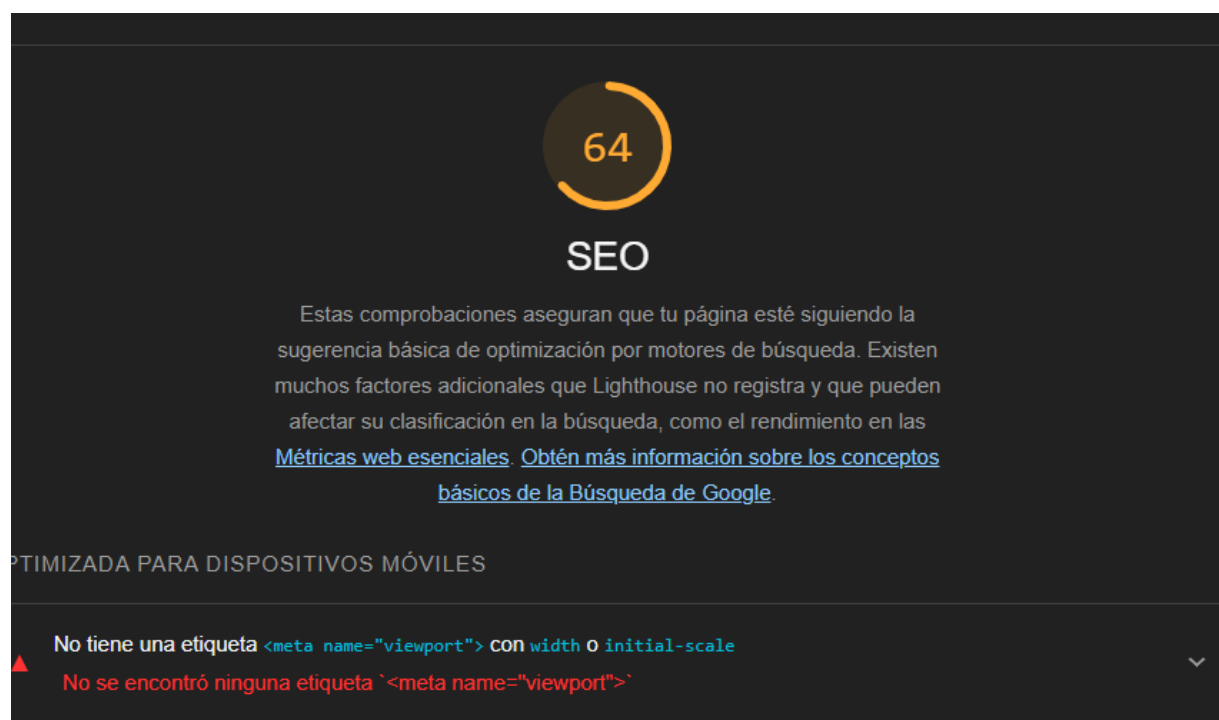 64
SEO
Estas comprobaciones aseguran que tu página esté siguiendo la
sugerencia básica de optimización por motores de búsqueda. Existen
muchos factores adicionales que Lighthouse no registra y que pueden
afectar su clasificación en la búsqueda, como el rendimiento en las
Métricas web esenciales. Obtén más información sobre los conceptos
básicos de la Búsqueda de Google.
PTIMIZADA PARA DISPOSITIVOS MÓVILES
No tiene una etiqueta <meta name="viewport"> con width o initial-scale
No se encontró ninguna etiqueta `<meta name="viewport">`